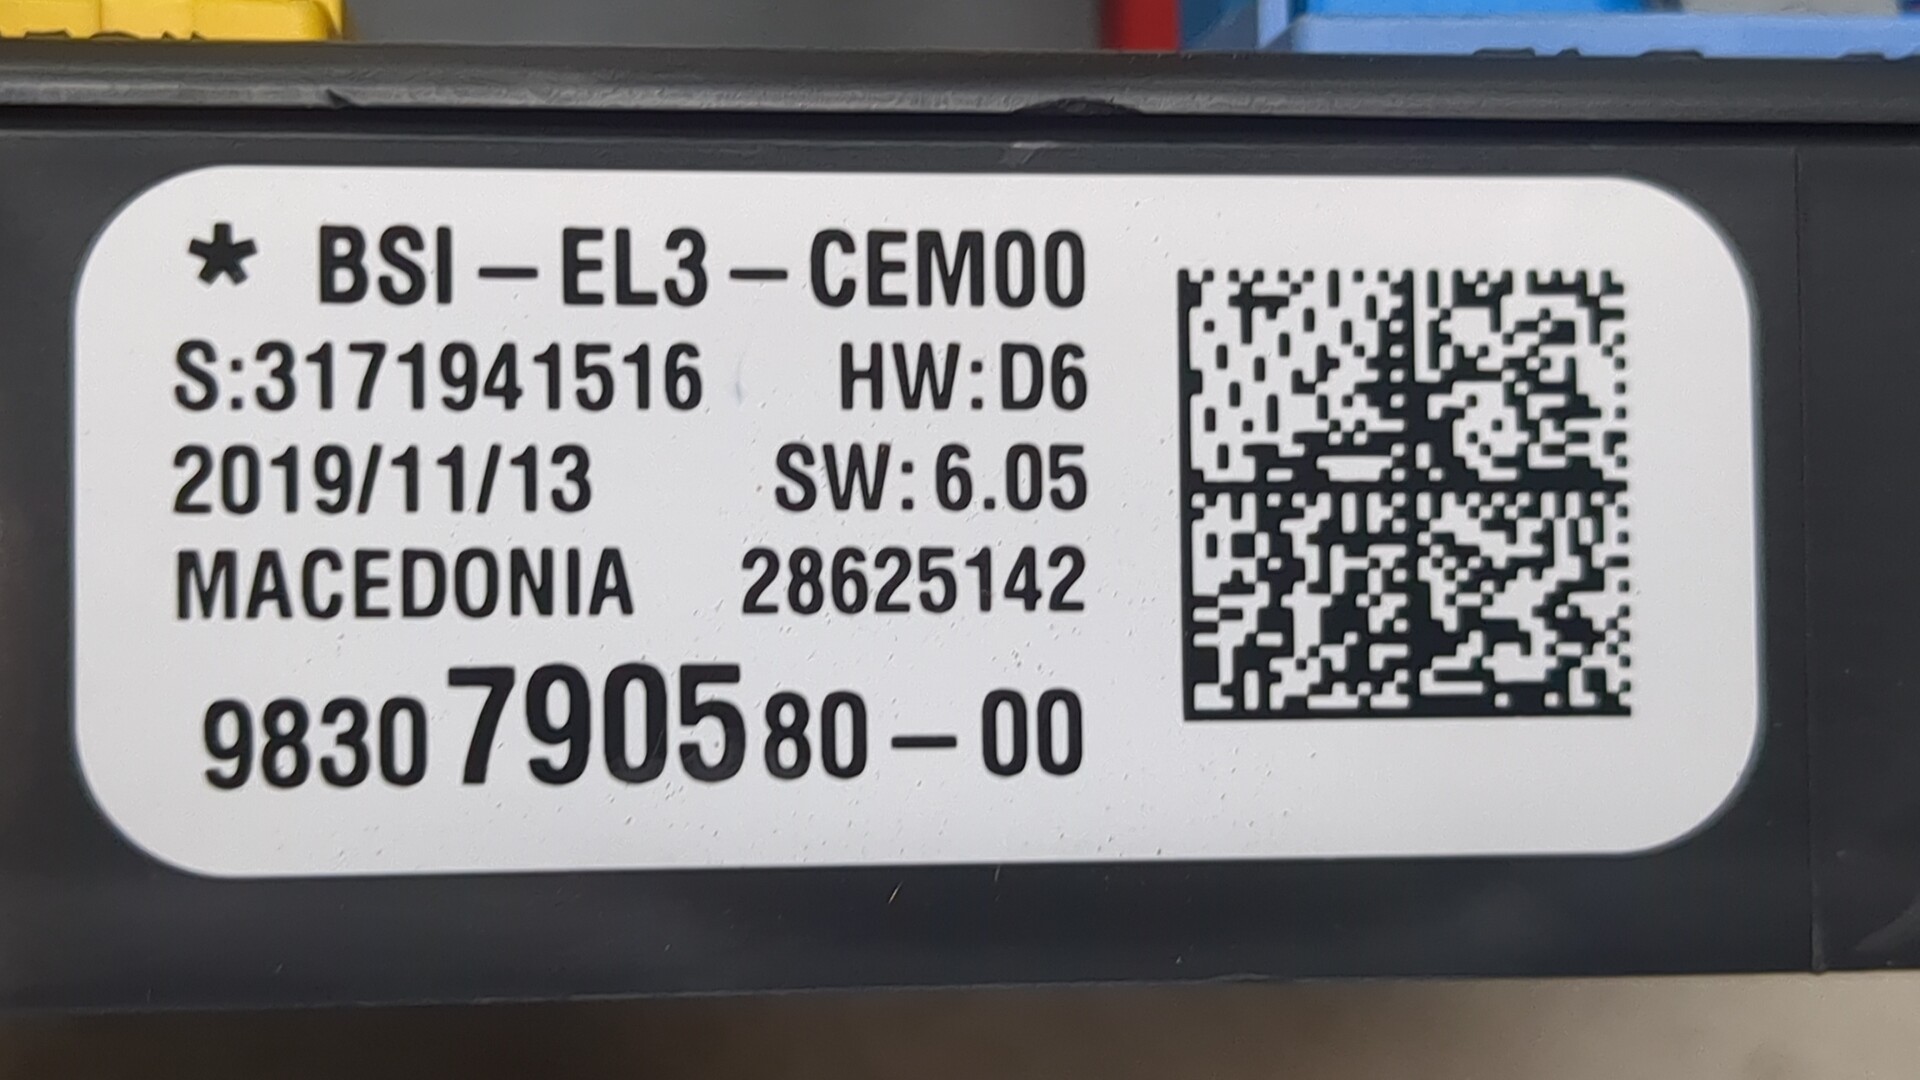 * BSI-EL3-CEM00
S:3171941516 HW:D6
2019/11/13 SW:6.05
MACEDONIA 28625142
9830790580-00